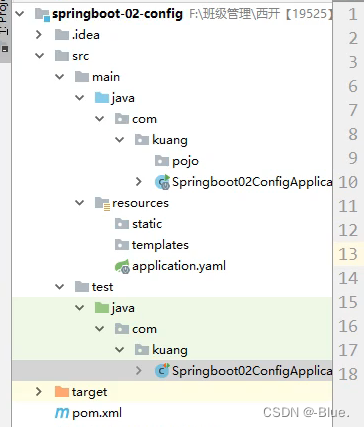 1: Proj
springboot-02-config F:\班级管理\西开【19525】
.idea
src
main
java
com
kuang
pojo
Springboot02ConfigApplica
resources
static
templates
application.yaml
test
java
com
kuang
Springboot02ConfigApplica
target
pom.xml
1
2
3
4
5
6
7
8
9
10
11
12
13
14
15
16
17
18
CSDN @-Blue.